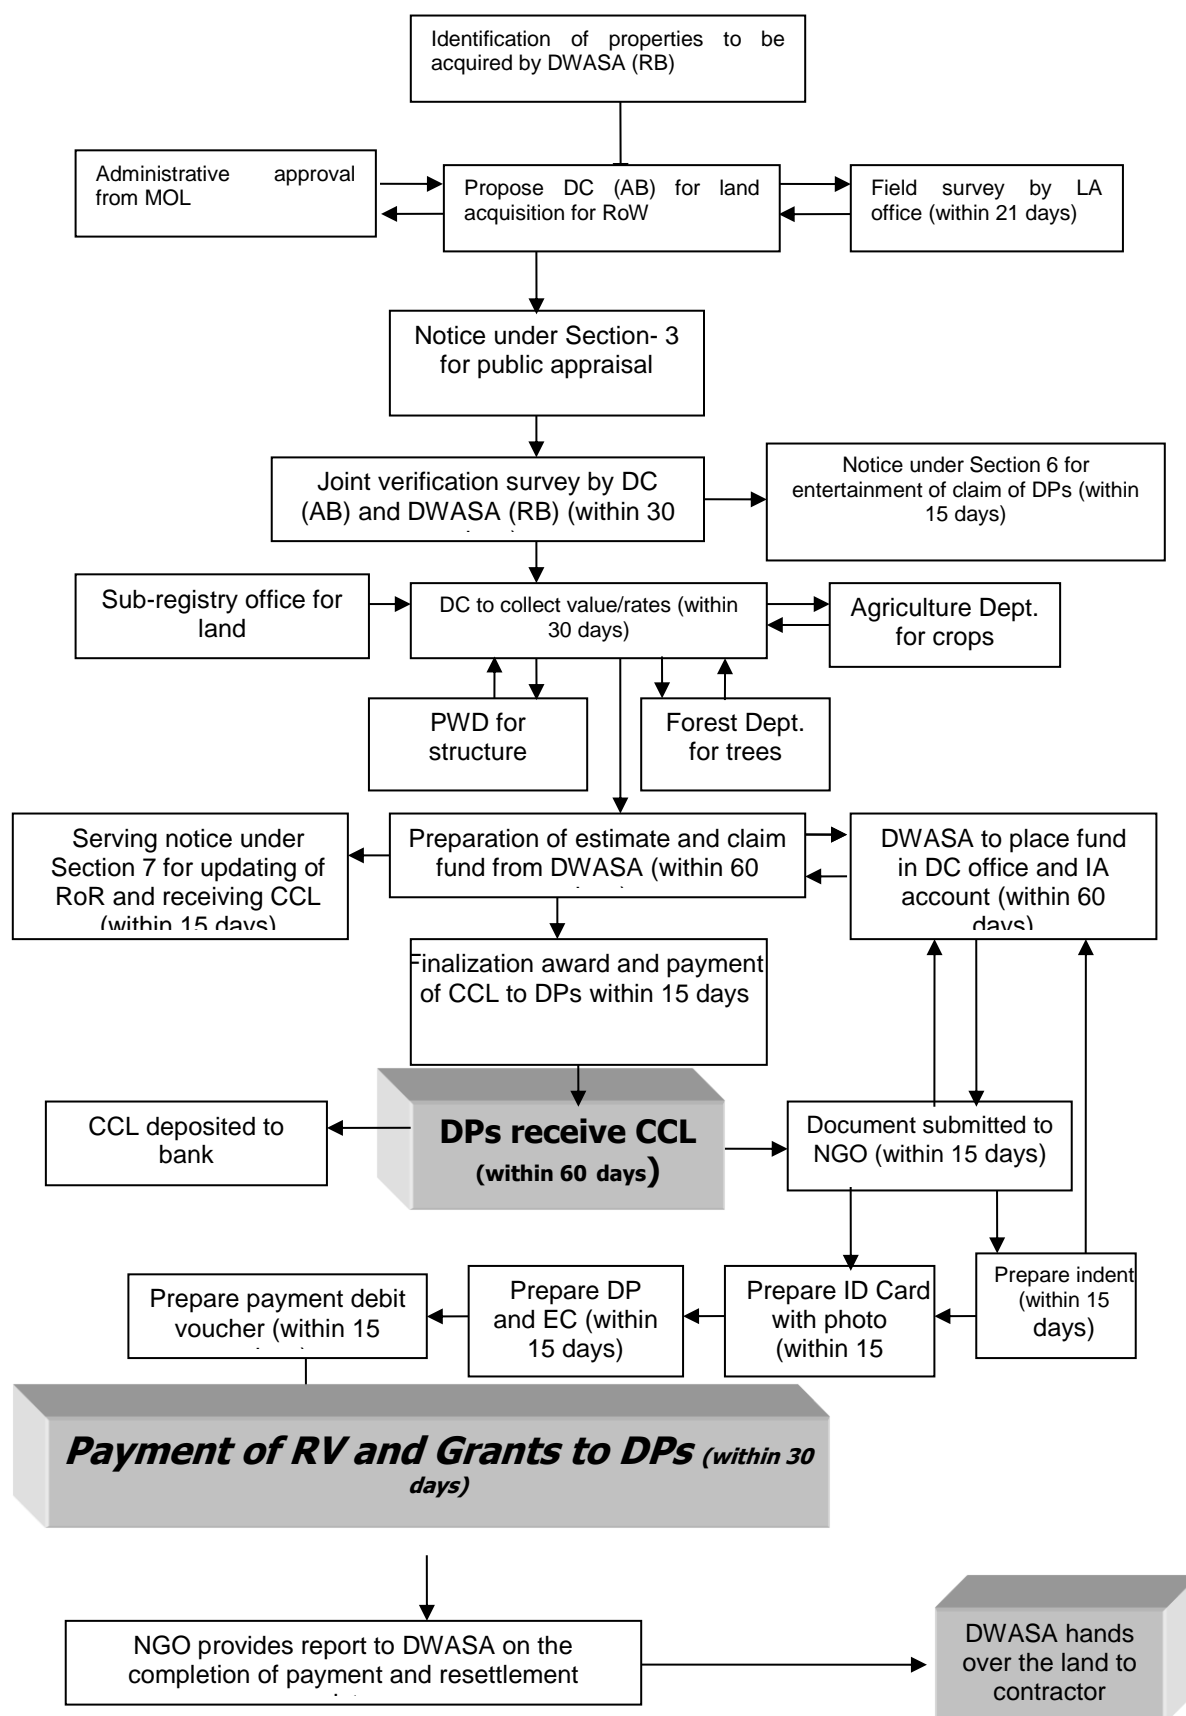 Identification of properties to be
acquired by DWASA (RB)
Administrative approval
from MOL
Propose DC (AB) for land
acquisition for RoW
Field survey by LA
office (within 21 days)
Notice under Section- 3
for public appraisal
Joint verification survey by DC
(AB) and DWASA (RB) (within 30
Notice under Section 6 for
entertainment of claim of DPs (within
15 days)
Sub-registry office for
land
DC to collect value/rates (within
30 days)
Agriculture Dept.
for crops
PWD for
structure
Forest Dept.
for trees
Serving notice under
Section 7 for updating of
RoR and receiving CCL
(within 15 days)
Preparation of estimate and claim
fund from DWASA (within 60
DWASA to place fund
in DC office and IA
account (within 60
days)
Finalization award and payment
of CCL to DPs within 15 days
CCL deposited to
bank
DPs receive CCL
(within 60 days)
Document submitted to
NGO (within 15 days)
Prepare payment debit
voucher (within 15
Prepare DP
and EC (within
15 days)
Prepare ID Card
with photo
(within 15
Prepare indent
(within 15
days)
Payment of RV and Grants to DPs (within 30
days)
NGO provides report to DWASA on the
completion of payment and resettlement
DWASA hands
over the land to
contractor